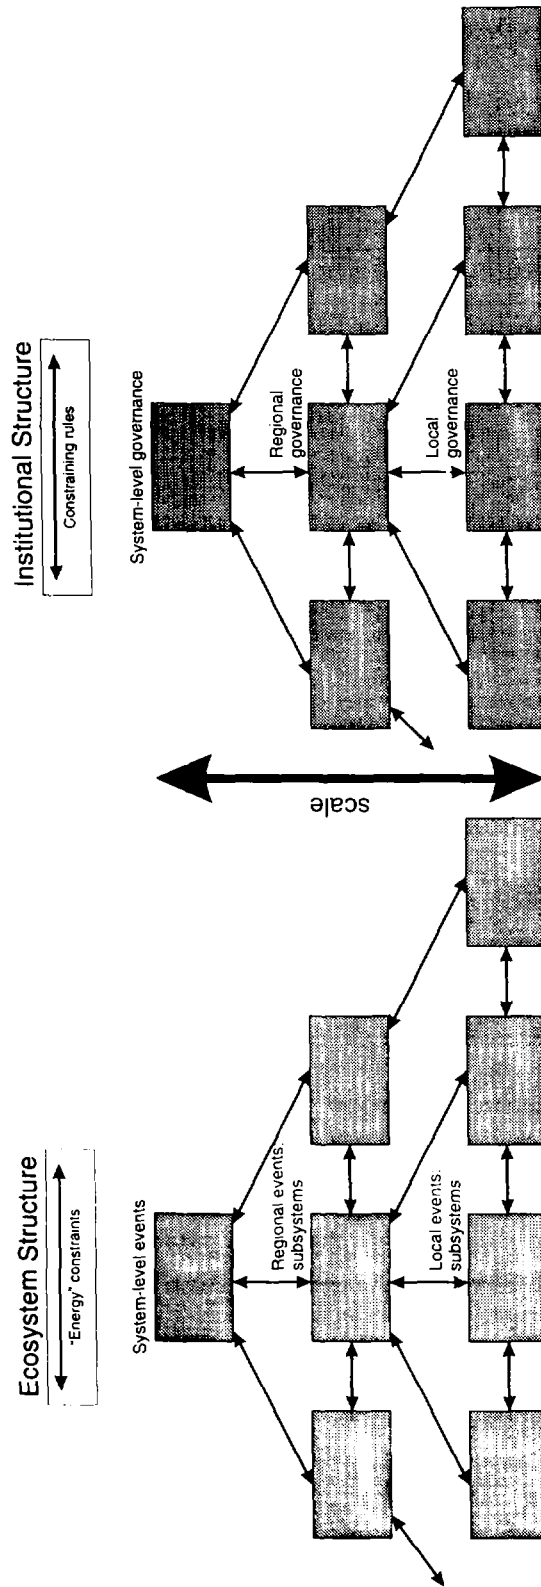 Ecosystem Structure
"Energy" constraints
System-level events
Regional events:
subsystems
Local events:
subsystems
scale
Institutional Structure
Constraining rules
System-level governance
Regional
governance
Local
governance